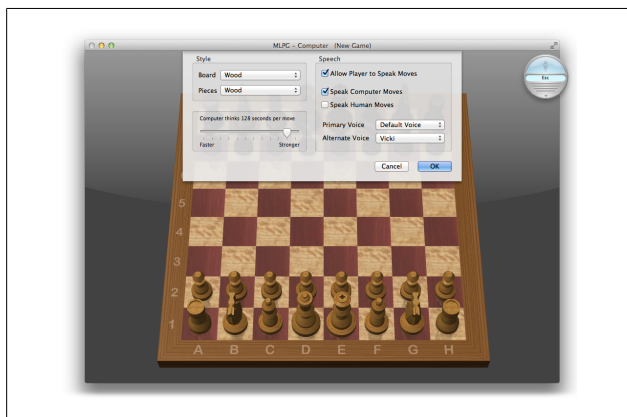 MLPG - Computer (New Game)
Style
Board Wood
Pieces Wood
Computer thinks 128 seconds per move
Faster Stronger
Speech
Allow Player to Speak Moves
Speak Computer Moves
Speak Human Moves
Primary Voice Default Voice
Alternate Voice Vicki
Cancel OK
Esc
5
4
3
2
1
A B C D E F G H